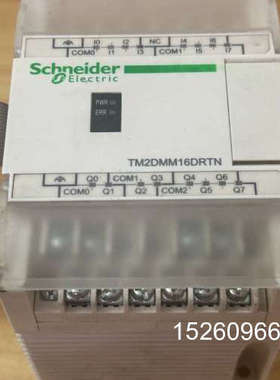 I0 I2 NC I4 I6
COM0 I1 I3 COM1 I5 I7
Schneider
Electric
PWR
ERR
TM2DMM16DRTN
Q0 COM1 Q3 Q4 Q6
COM0 Q1 Q2 COM2 Q5 Q7
15260966